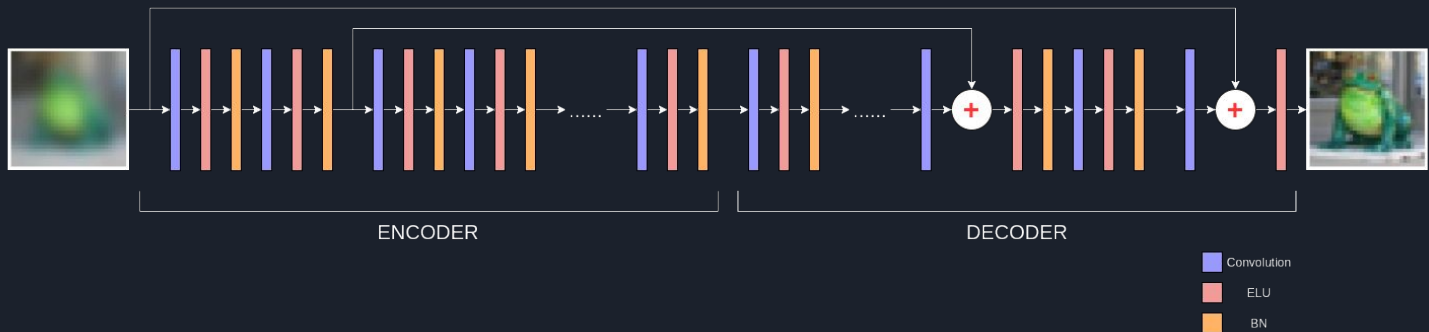 ......
......
ENCODER
DECODER
Convolution
ELU
BN